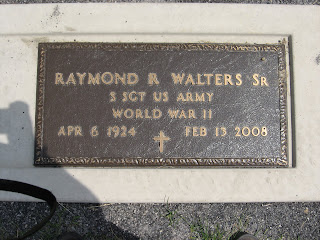 RAYMOND R WALTERS SR
S SGT US ARMY
WORLD WAR II
APR 6 1924 FEB 13 2008